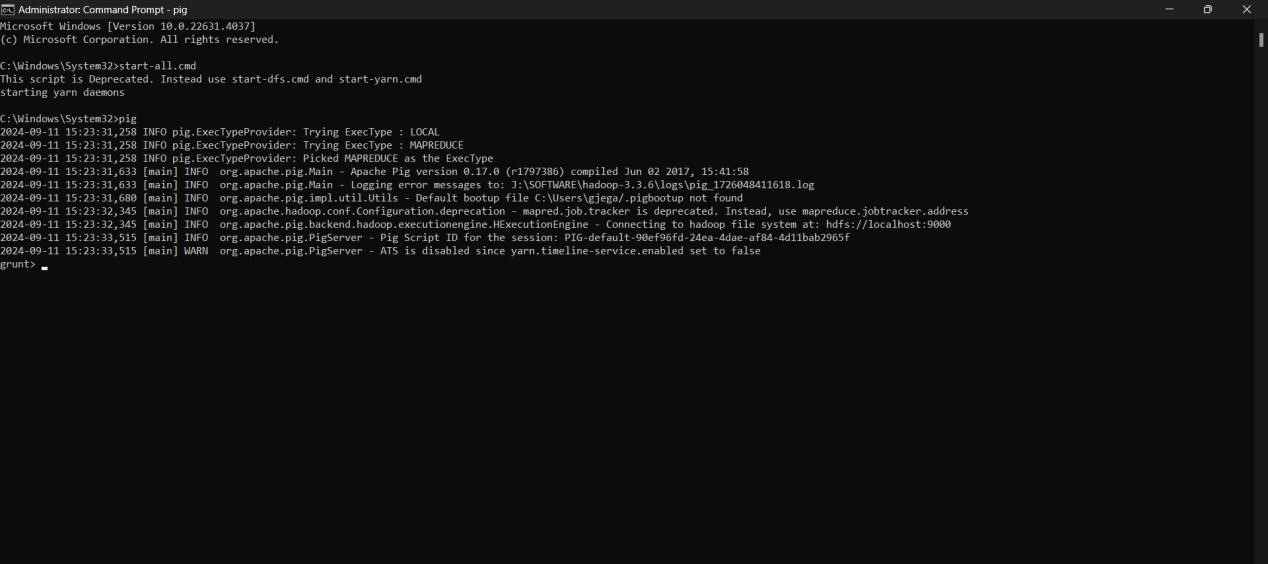 Administrator: Command Prompt - pig
Microsoft Windows [Version 10.0.22631.4037]
(c) Microsoft Corporation. All rights reserved.
C:\Windows\System32>start-all.cmd
This script is Deprecated. Instead use start-dfs.cmd and start-yarn.cmd
starting yarn daemons
C:\Windows\System32>pig
2024-09-11 15:23:31,258 INFO pig.ExecTypeProvider: Trying ExecType : LOCAL
2024-09-11 15:23:31,258 INFO pig.ExecTypeProvider: Trying ExecType : MAPREDUCE
2024-09-11 15:23:31,258 INFO pig.ExecTypeProvider: Picked MAPREDUCE as the ExecType
2024-09-11 15:23:31,633 [main] INFO  org.apache.pig.Main - Apache Pig version 0.17.0 (r1797386) compiled Jun 02 2017, 15:41:58
2024-09-11 15:23:31,633 [main] INFO  org.apache.pig.Main - Logging error messages to: J:\SOFTWARE\hadoop-3.3.6\logs\pig_1726048411618.log
2024-09-11 15:23:31,680 [main] INFO  org.apache.pig.impl.util.Utils - Default bootup file C:\Users\gjega/.pigbootup not found
2024-09-11 15:23:32,345 [main] INFO  org.apache.hadoop.conf.Configuration.deprecation - mapred.job.tracker is deprecated. Instead, use mapreduce.jobtracker.address
2024-09-11 15:23:32,345 [main] INFO  org.apache.pig.backend.hadoop.executionengine.HExecutionEngine - Connecting to hadoop file system at: hdfs://localhost:9000
2024-09-11 15:23:33,515 [main] INFO  org.apache.pig.PigServer - Pig Script ID for the session: PIG-default-90ef96fd-24ea-4dae-af84-4d11bab2965f
2024-09-11 15:23:33,515 [main] WARN  org.apache.pig.PigServer - ATS is disabled since yarn.timeline-service.enabled set to false
grunt>